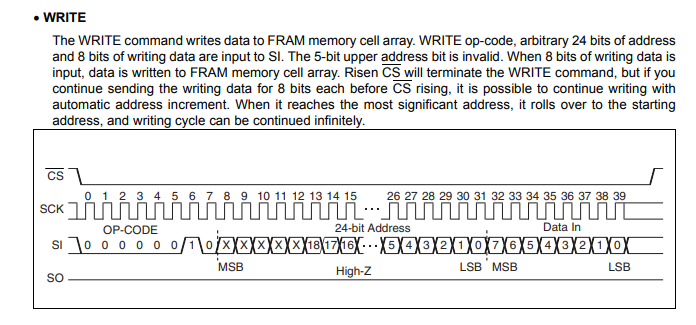 • WRITE
The WRITE command writes data to FRAM memory cell array. WRITE op-code, arbitrary 24 bits of address
and 8 bits of writing data are input to SI. The 5-bit upper address bit is invalid. When 8 bits of writing data is
input, data is written to FRAM memory cell array. Risen CS will terminate the WRITE command, but if you
continue sending the writing data for 8 bits each before CS rising, it is possible to continue writing with
automatic address increment. When it reaches the most significant address, it rolls over to the starting
address, and writing cycle can be continued infinitely.
CS
0 1 2 3 4 5 6 7 8 9 10 11 12 13 14 15 26 27 28 29 30 31 32 33 34 35 36 37 38 39
SCK ...
OP-CODE 24-bit Address Data In
SI 0 0 0 0 0 0 1 0 X X X X X 18 17 16 ... 5 4 3 2 1 0 7 6 5 4 3 2 1 0
MSB High-Z LSB MSB LSB
SO